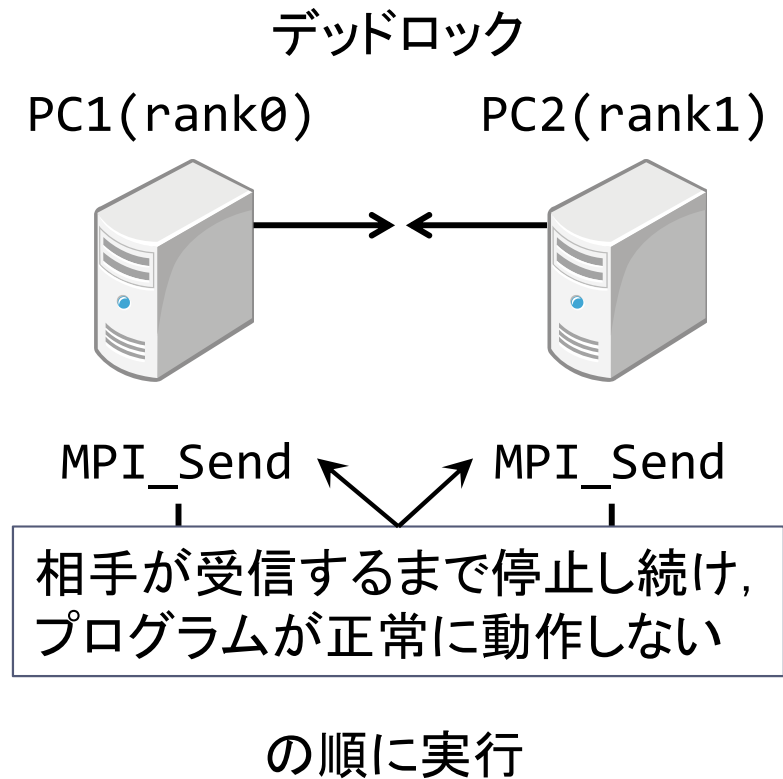 デッドロック
PC1(rank0) PC2(rank1)
MPI_Send MPI_Send
相手が受信するまで停止し続け,
プログラムが正常に動作しない
の順に実行